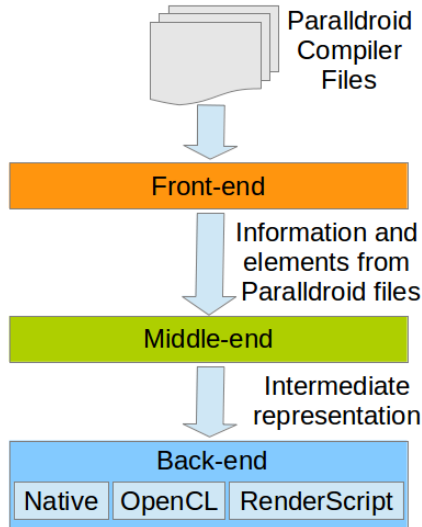 Paralldroid
Compiler
Files
Front-end
Information and
elements from
Paralldroid files
Middle-end
Intermediate
representation
Back-end
Native OpenCL RenderScript